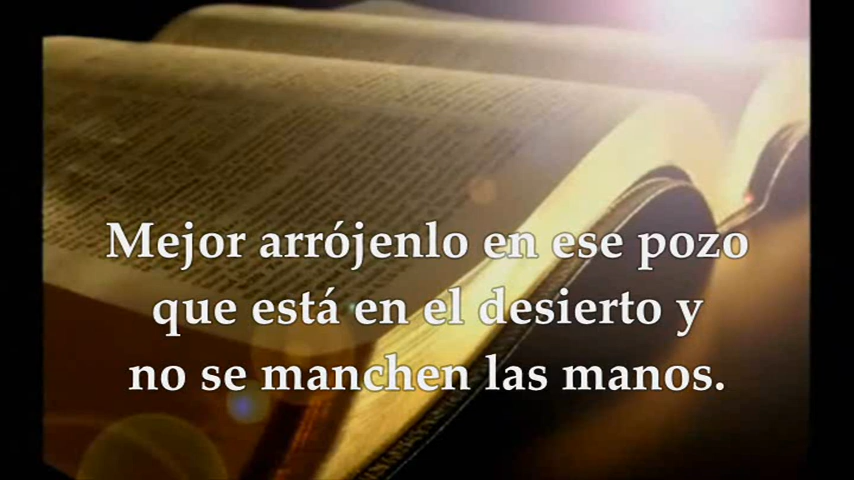 Mejor arrójenlo en ese pozo
que está en el desierto y
no se manchen las manos.